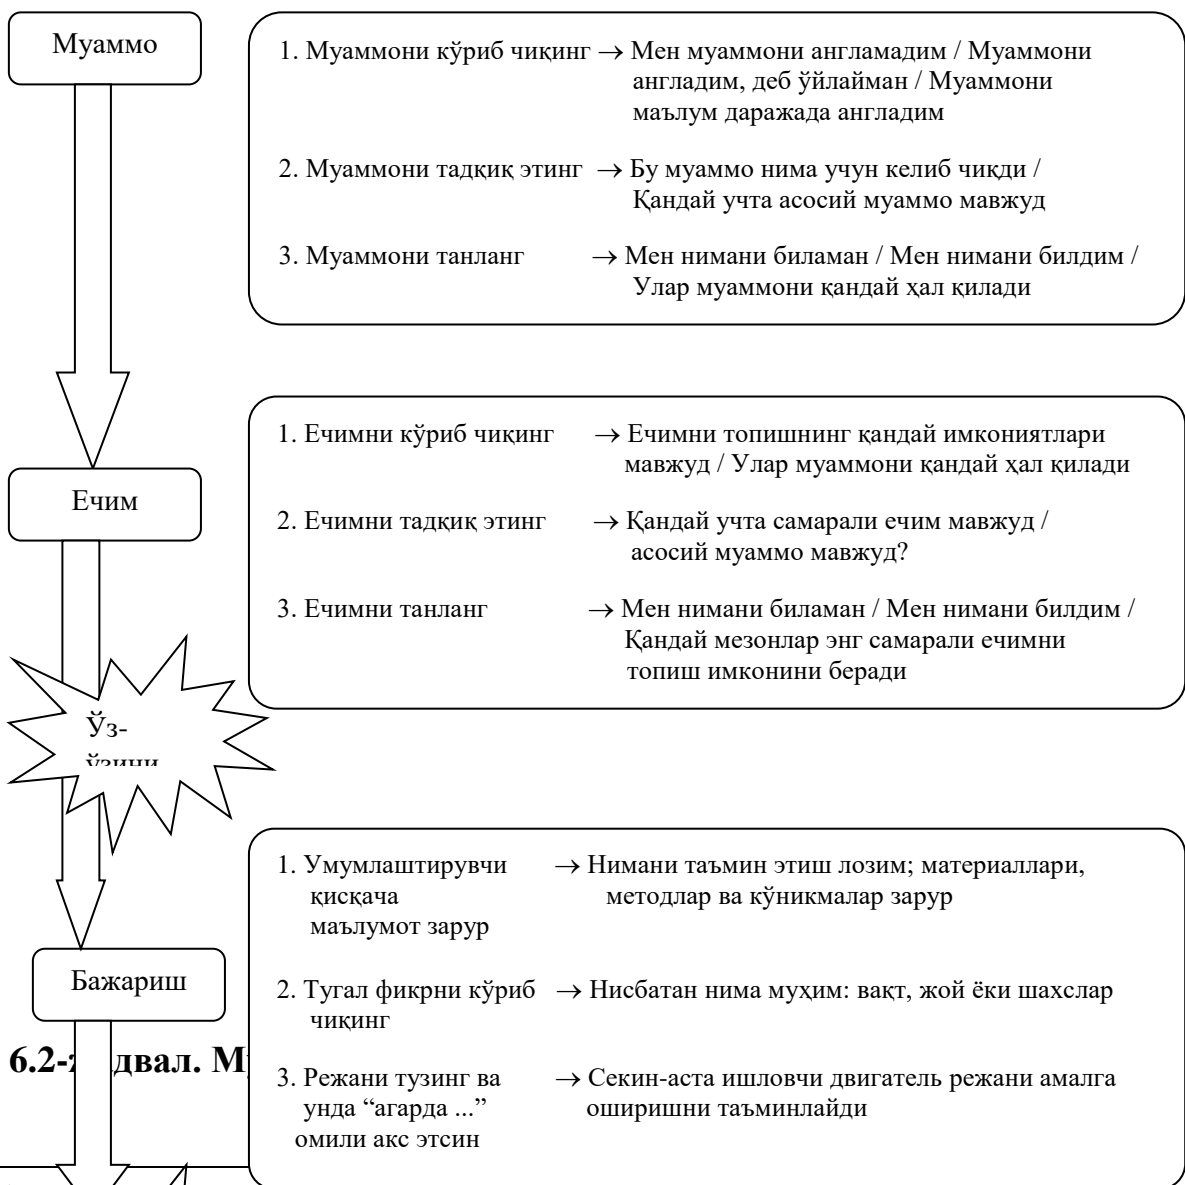 Муаммо
1. Муаммони кўриб чиқинг → Мен муаммони англамадим / Муаммони
англадим, деб ўйлайман / Муаммони
маълум даражада англадим
2. Муаммони тадқиқ этинг → Бу муаммо нима учун келиб чиқди /
Қандай учта асосий муаммо мавжуд
3. Муаммони танланг → Мен нимани биламан / Мен нимани билдим /
Улар муаммони қандай ҳал қилади
Ечим
1. Ечимни кўриб чиқинг → Ечимни топишнинг қандай имкониятлари
мавжуд / Улар муаммони қандай ҳал қилади
2. Ечимни тадқиқ этинг → Қандай учта самарали ечим мавжуд /
асосий муаммо мавжуд?
3. Ечимни танланг → Мен нимани биламан / Мен нимани билдим /
Қандай мезонлар энг самарали ечимни
топиш имконини беради
Ўз-
ўзини
Бажариш
1. Умумлаштирувчи → Нимани таъмин этиш лозим; материаллари,
қисқача методлар ва кўникмалар зарур
маълумот зарур
2. Тугал фикрни кўриб → Нисбатан нима муҳим: вақт, жой ёки шахслар
чиқинг
6.2-
3. Режани тузинг ва → Секин-аста ишловчи двигатель режани амалга
унда “агарда ...” оширишни таъминлайди
омили акс этсин